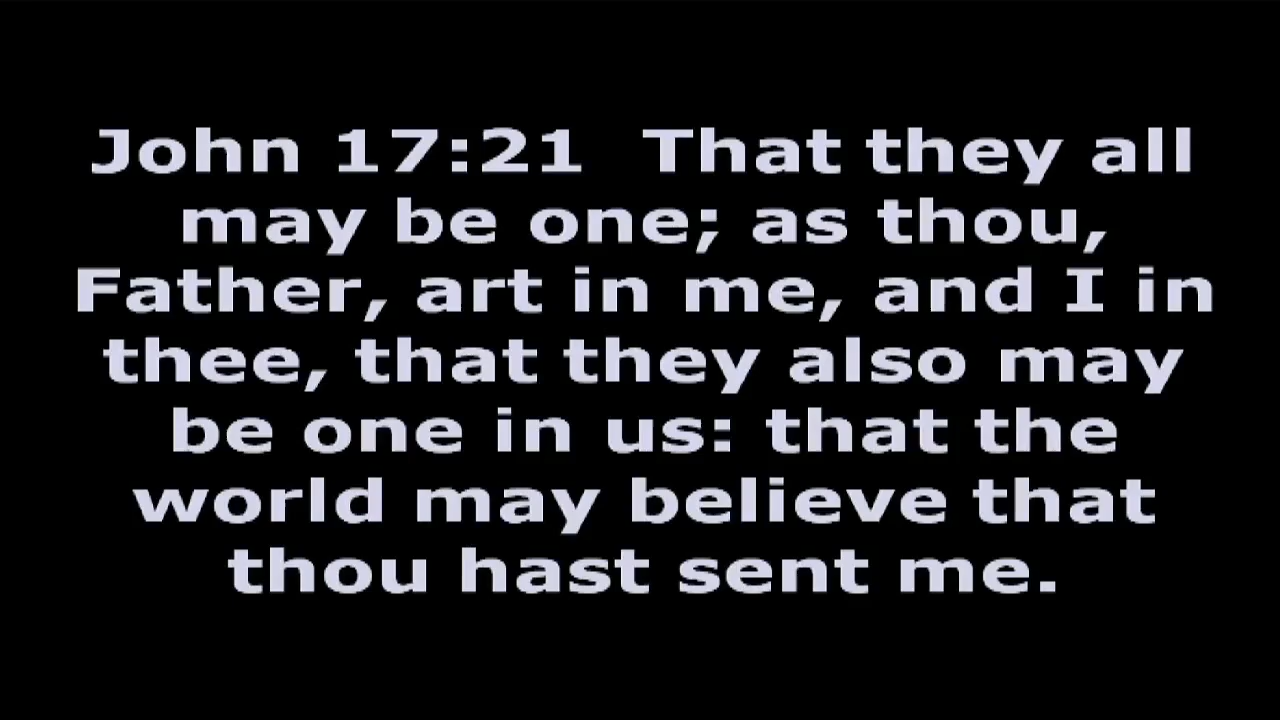 John 17:21  That they all
may be one; as thou,
Father, art in me, and I in
thee, that they also may
be one in us: that the
world may believe that
thou hast sent me.